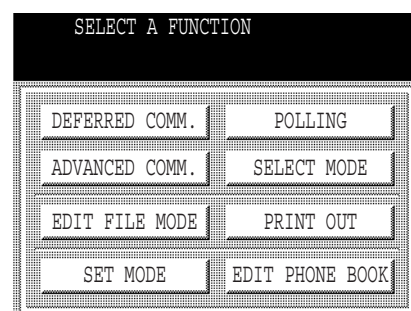 SELECT A FUNCTION
DEFERRED COMM. POLLING
ADVANCED COMM. SELECT MODE
EDIT FILE MODE PRINT OUT
SET MODE EDIT PHONE BOOK